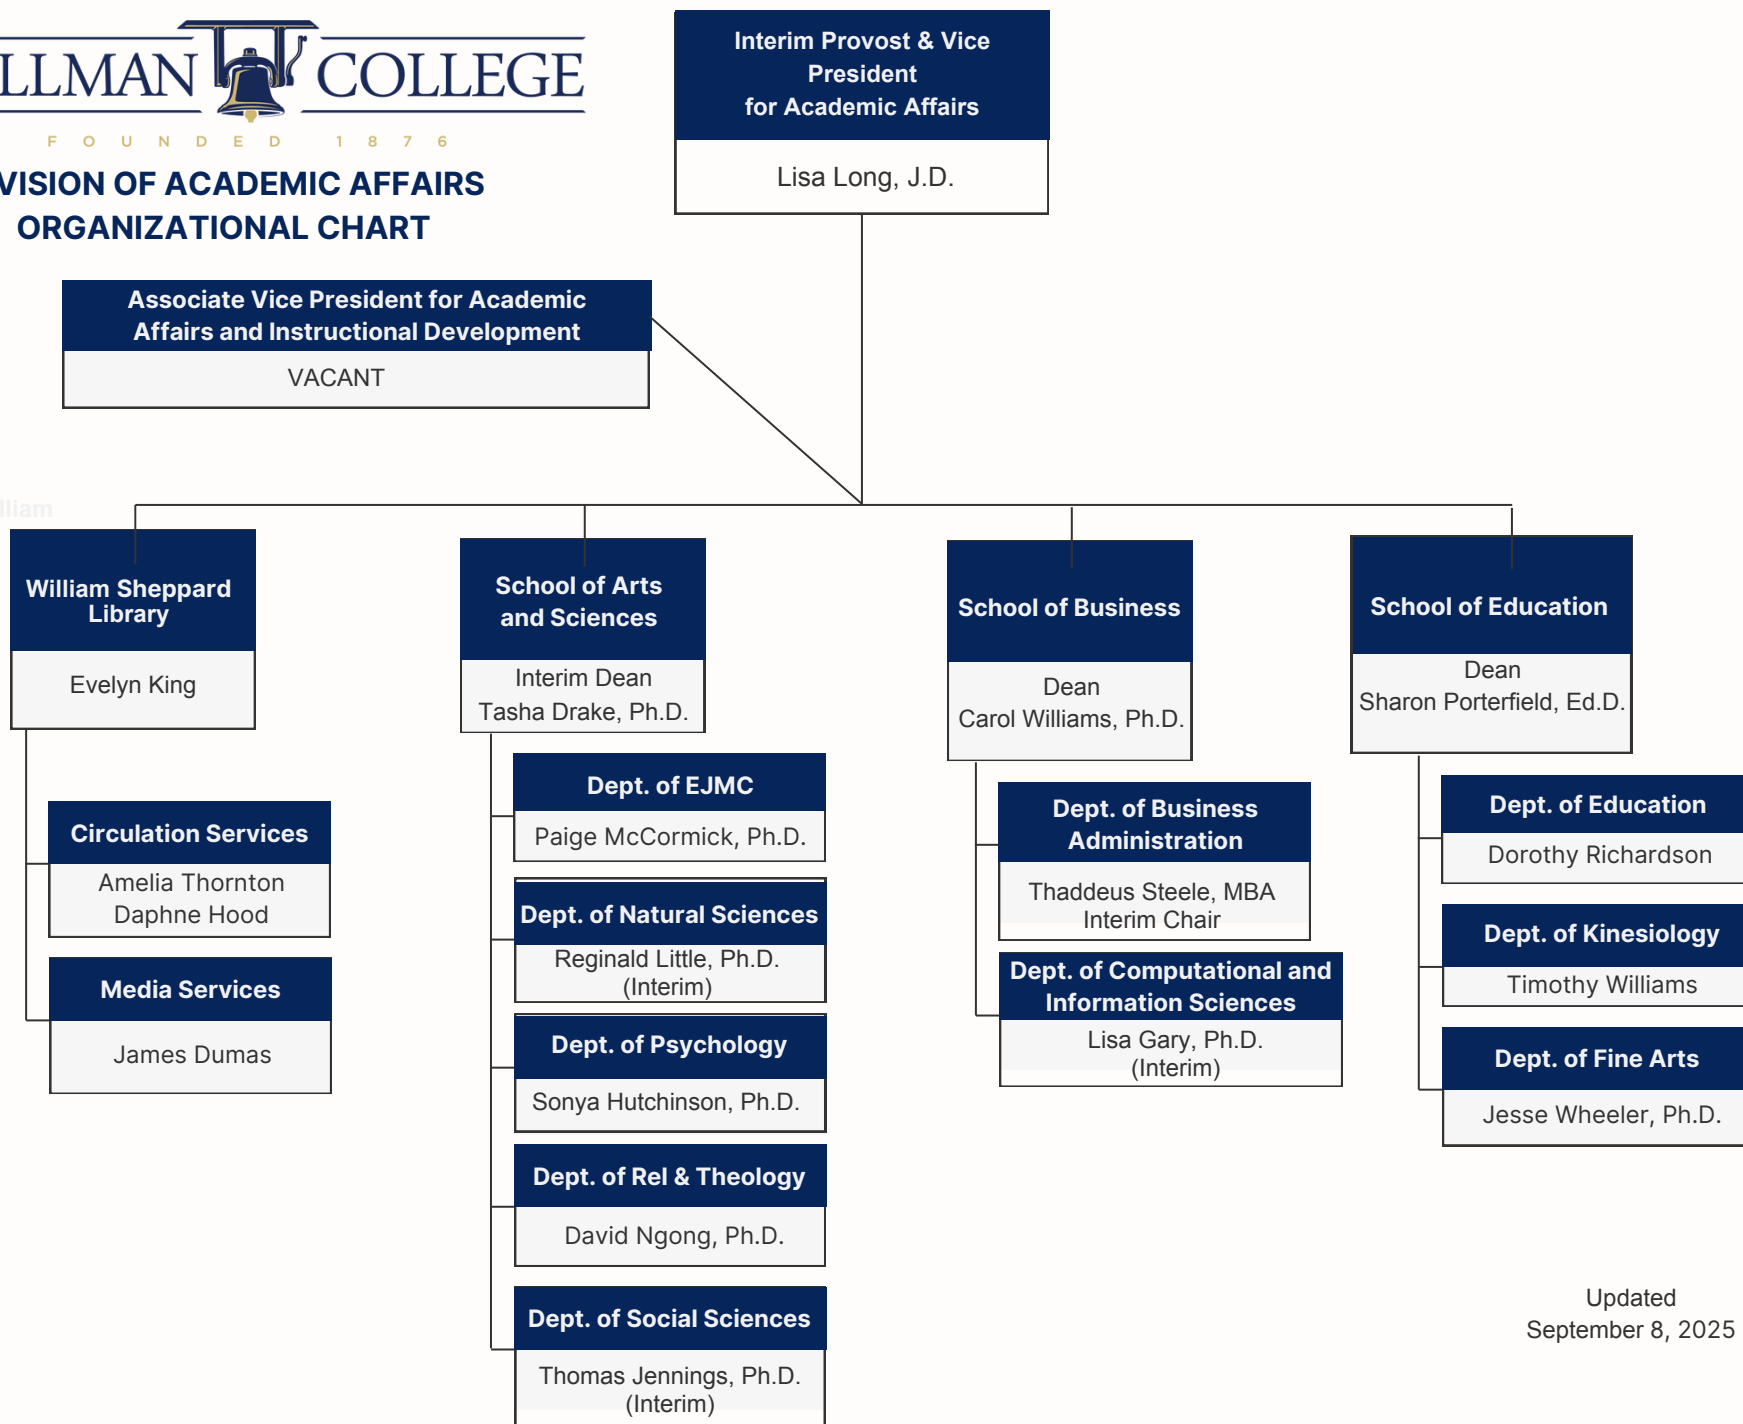 LLMAN COLLEGE
FOUNDED 1876
VISION OF ACADEMIC AFFAIRS
ORGANIZATIONAL CHART
Interim Provost & Vice
President
for Academic Affairs
Lisa Long, J.D.
Associate Vice President for Academic
Affairs and Instructional Development
VACANT
lliam
William Sheppard
Library
Evelyn King
Circulation Services
Amelia Thornton
Daphne Hood
Media Services
James Dumas
School of Arts
and Sciences
Interim Dean
Tasha Drake, Ph.D.
Dept. of EJMC
Paige McCormick, Ph.D.
Dept. of Natural Sciences
Reginald Little, Ph.D.
(Interim)
Dept. of Psychology
Sonya Hutchinson, Ph.D.
Dept. of Rel & Theology
David Ngong, Ph.D.
Dept. of Social Sciences
Thomas Jennings, Ph.D.
(Interim)
School of Business
Dean
Carol Williams, Ph.D.
Dept. of Business
Administration
Thaddeus Steele, MBA
Interim Chair
Dept. of Computational and
Information Sciences
Lisa Gary, Ph.D.
(Interim)
School of Education
Dean
Sharon Porterfield, Ed.D.
Dept. of Education
Dorothy Richardson
Dept. of Kinesiology
Timothy Williams
Dept. of Fine Arts
Jesse Wheeler, Ph.D.
Updated
September 8, 2025